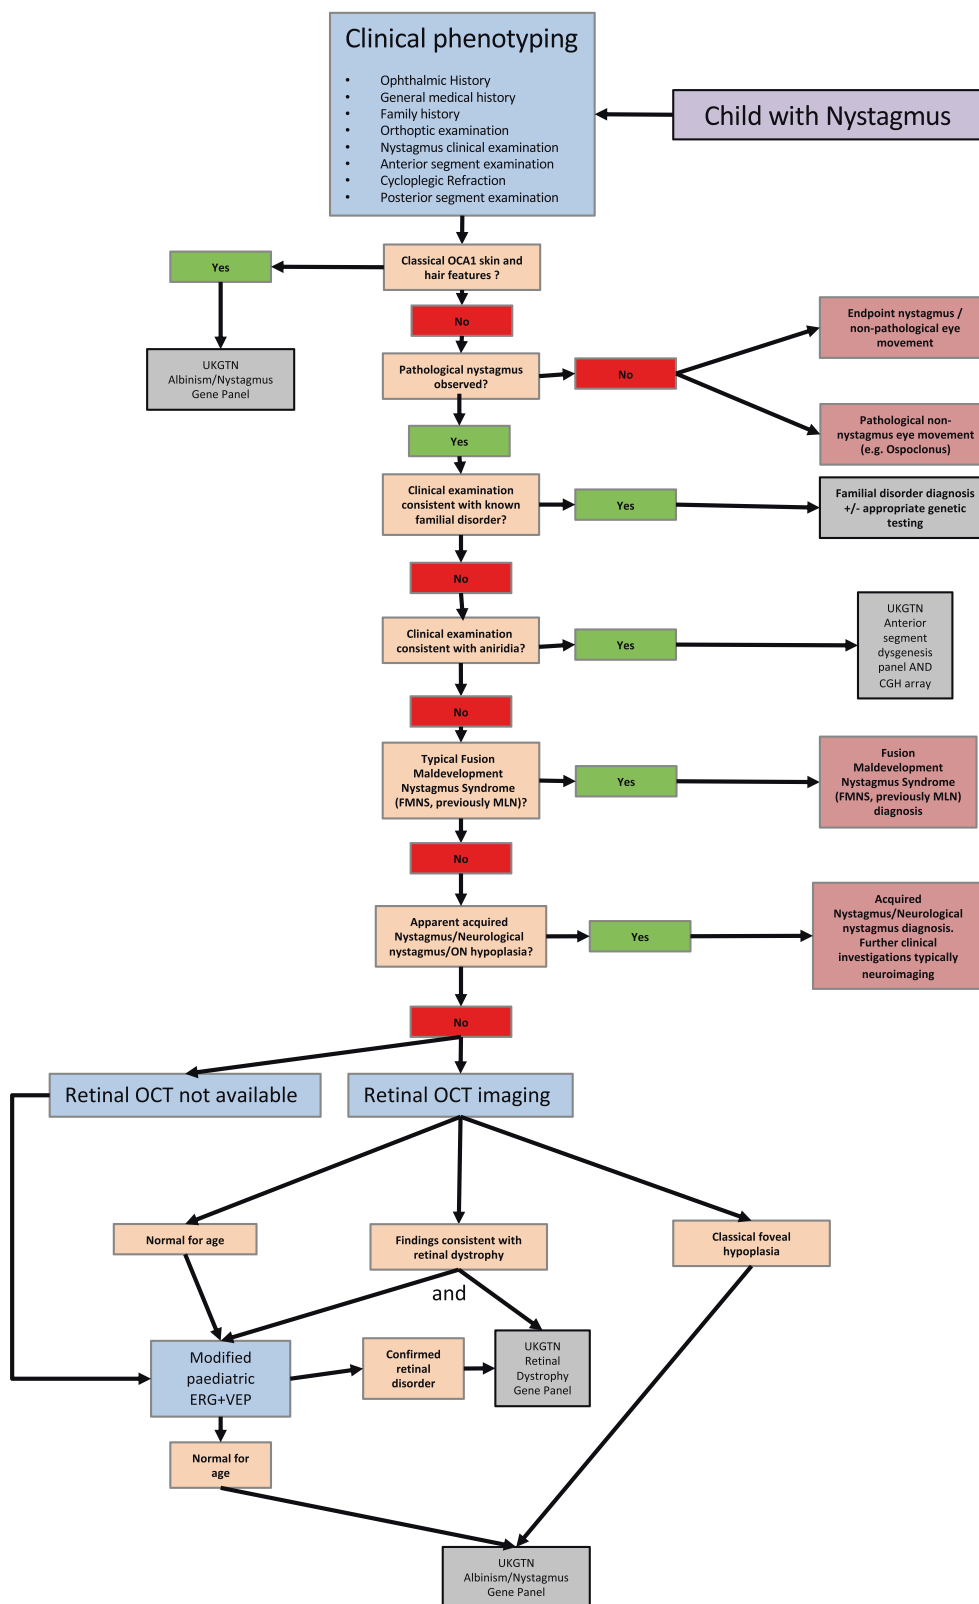 Clinical phenotyping
• Ophthalmic History
• General medical history
• Family history
• Orthoptic examination
• Nystagmus clinical examination
• Anterior segment examination
• Cycloplegic Refraction
• Posterior segment examination
Child with Nystagmus
Classical OCA1 skin and
hair features ?
Yes
UKGTN
Albinism/Nystagmus
Gene Panel
No
Pathological nystagmus
observed?
No
Endpoint nystagmus /
non-pathological eye
movement
Pathological non-
nystagmus eye movement
(e.g. Ospoclonus)
Yes
Clinical examination
consistent with known
familial disorder?
Yes
Familial disorder diagnosis
+/- appropriate genetic
testing
No
Clinical examination
consistent with aniridia?
Yes
UKGTN
Anterior
segment
dysgenesis
panel AND
CGH array
No
Typical Fusion
Maldevelopment
Nystagmus Syndrome
(FMNS, previously MLN)?
Yes
Fusion
Maldevelopment
Nystagmus Syndrome
(FMNS, previously MLN)
diagnosis
No
Apparent acquired
Nystagmus/Neurological
nystagmus/ON hypoplasia?
Yes
Acquired
Nystagmus/Neurological
nystagmus diagnosis.
Further clinical
investigations typically
neuroimaging
No
Retinal OCT not available
Retinal OCT imaging
Normal for age
Findings consistent with
retinal dystrophy
Classical foveal
hypoplasia
and
Modified
paediatric
ERG+VEP
Confirmed
retinal
disorder
UKGTN
Retinal
Dystrophy
Gene Panel
Normal for
age
UKGTN
Albinism/Nystagmus
Gene Panel